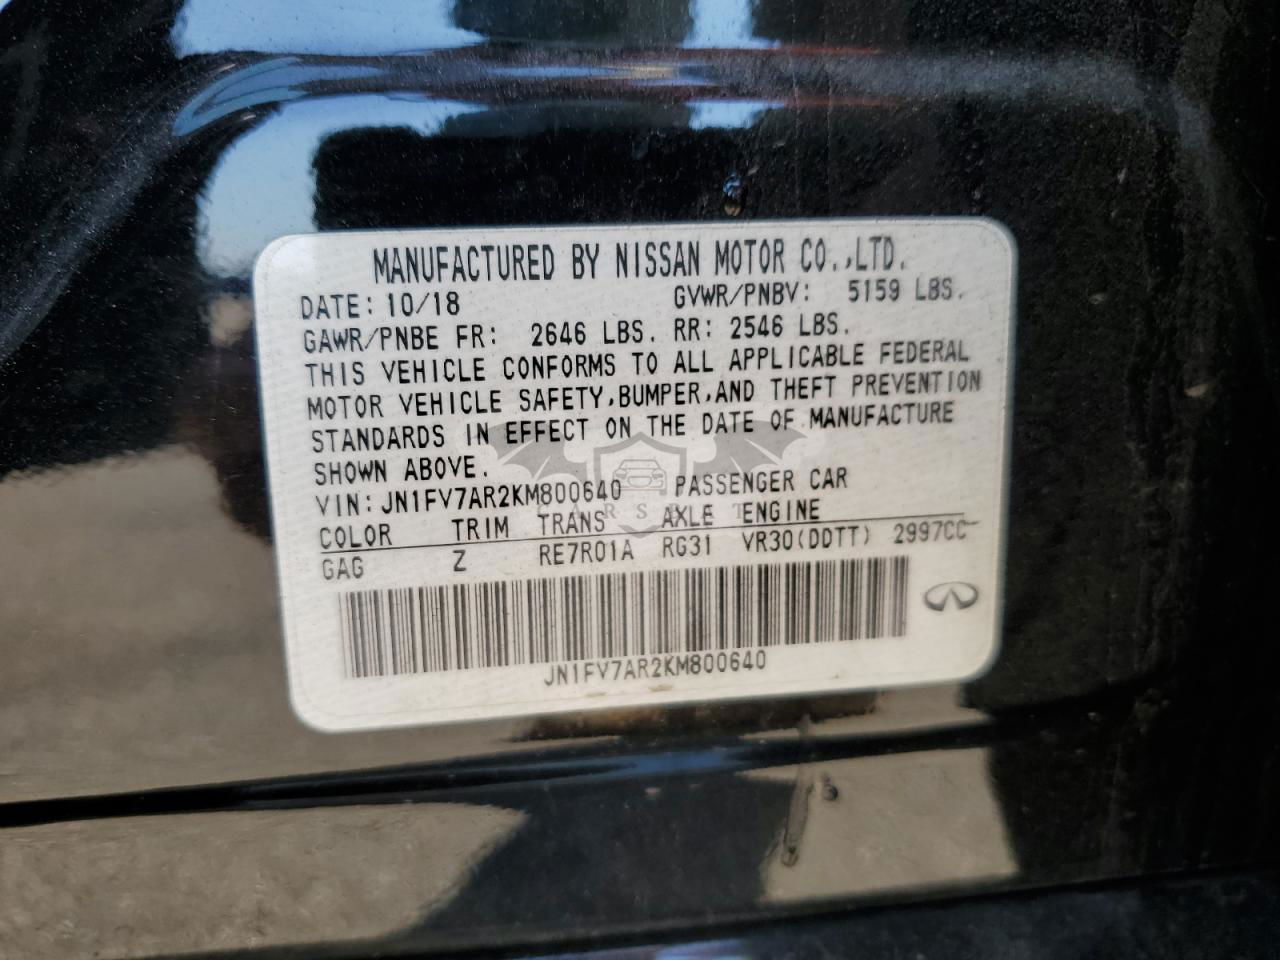 MANUFACTURED BY NISSAN MOTOR CO.,LTD.
DATE: 10/18 GVWR/PNBV: 5159 LBS.
GAWR/PNBE FR: 2646 LBS. RR: 2546 LBS.
THIS VEHICLE CONFORMS TO ALL APPLICABLE FEDERAL
MOTOR VEHICLE SAFETY,BUMPER,AND THEFT PREVENTION
STANDARDS IN EFFECT ON THE DATE OF MANUFACTURE
SHOWN ABOVE.
VIN: JN1FV7AR2KM800640 PASSENGER CAR
COLOR TRIM TRANS AXLE ENGINE
GAG Z RE7R01A RG31 VR30(DDTT) 2997CC
JN1FV7AR2KM800640